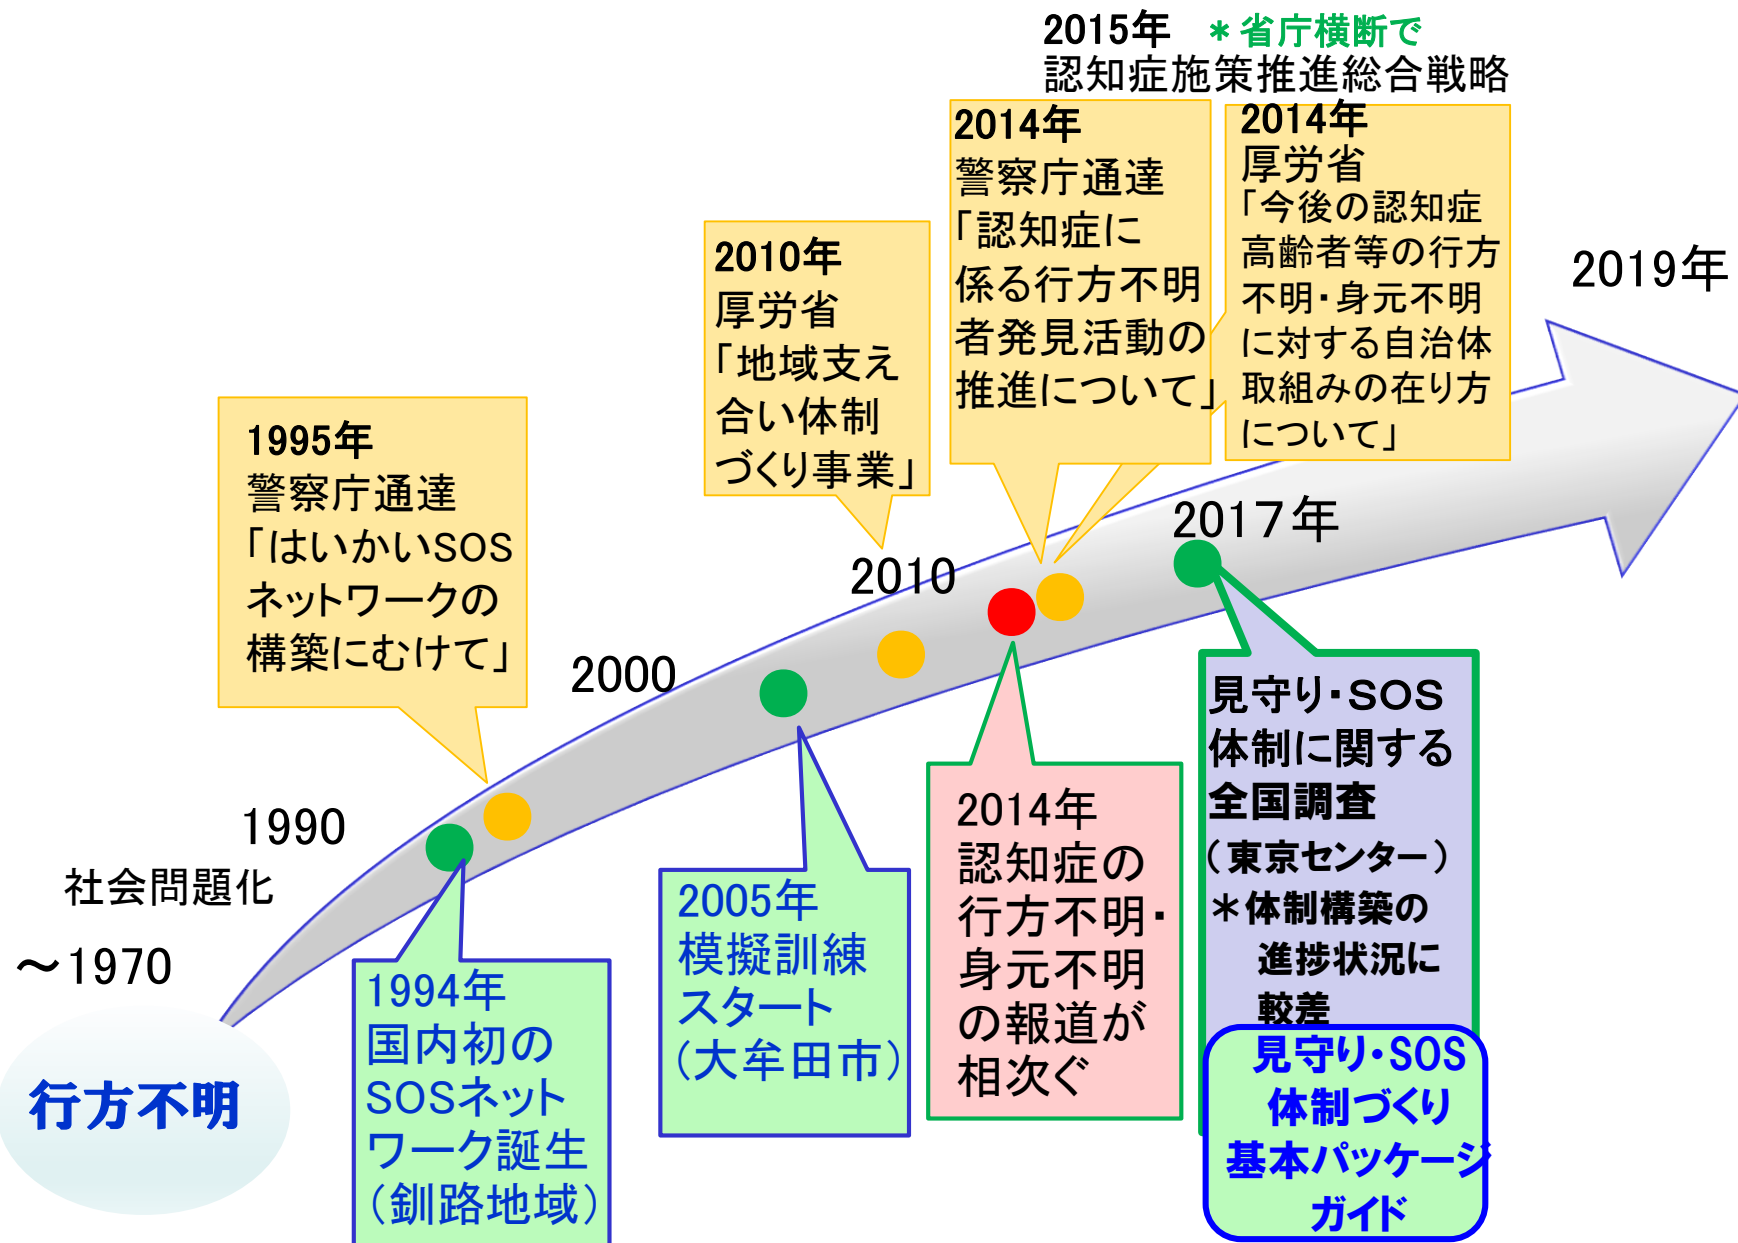 2015年 ＊省庁横断で
認知症施策推進総合戦略
2014年
警察庁通達
「認知症に
係る行方不明
者発見活動の
推進について」
2014年
厚労省
「今後の認知症
高齢者等の行方
不明・身元不明
に対する自治体
取組みの在り方
について」
2010年
厚労省
「地域支え
合い体制
づくり事業」
2019年
1995年
警察庁通達
「はいかいSOS
ネットワークの
構築にむけて」
2017年
2010
2000
1990
社会問題化
～1970
行方不明
1994年
国内初の
SOSネット
ワーク誕生
（釧路地域）
2005年
模擬訓練
スタート
（大牟田市）
2014年
認知症の
行方不明・
身元不明
の報道が
相次ぐ
見守り・SOS
体制に関する
全国調査
（東京センター）
＊体制構築の
進捗状況に
較差
見守り・SOS
体制づくり
基本パッケージ
ガイド